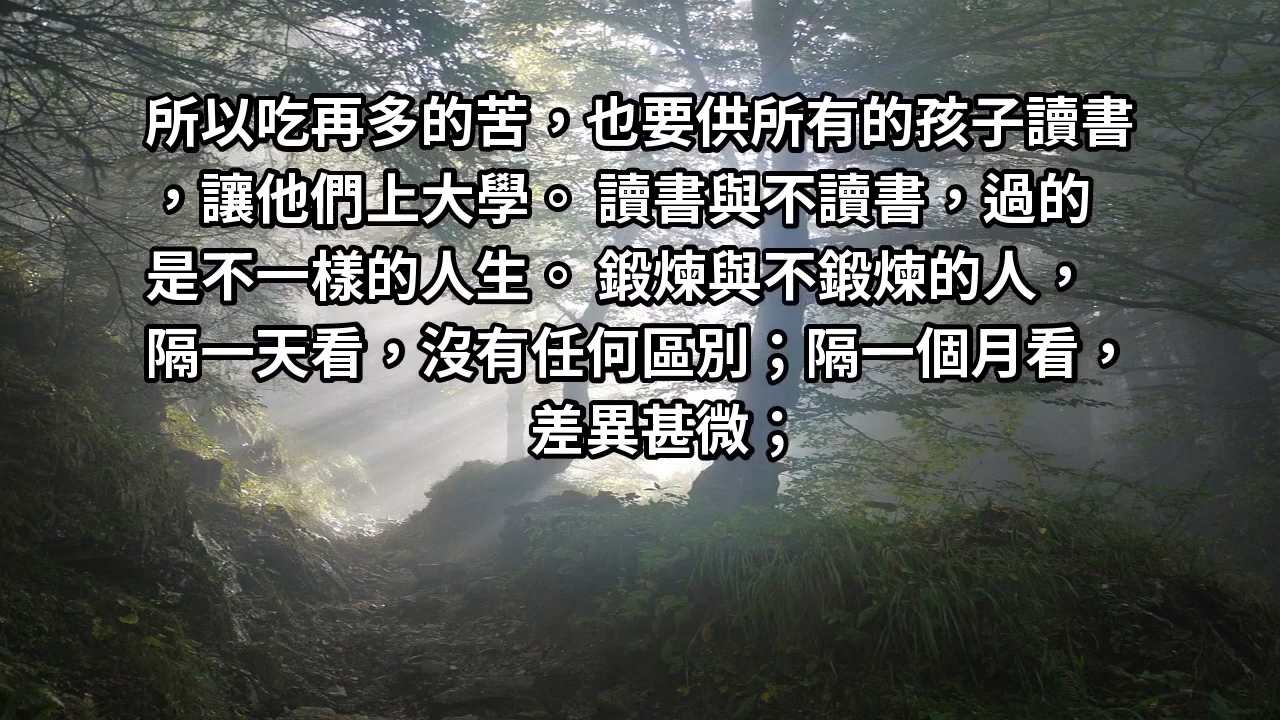 所以吃再多的苦，也要供所有的孩子讀書
，讓他們上大學。 讀書與不讀書，過的
是不一樣的人生。 鍛煉與不鍛煉的人，
隔一天看，沒有任何區別；隔一個月看，
差異甚微；